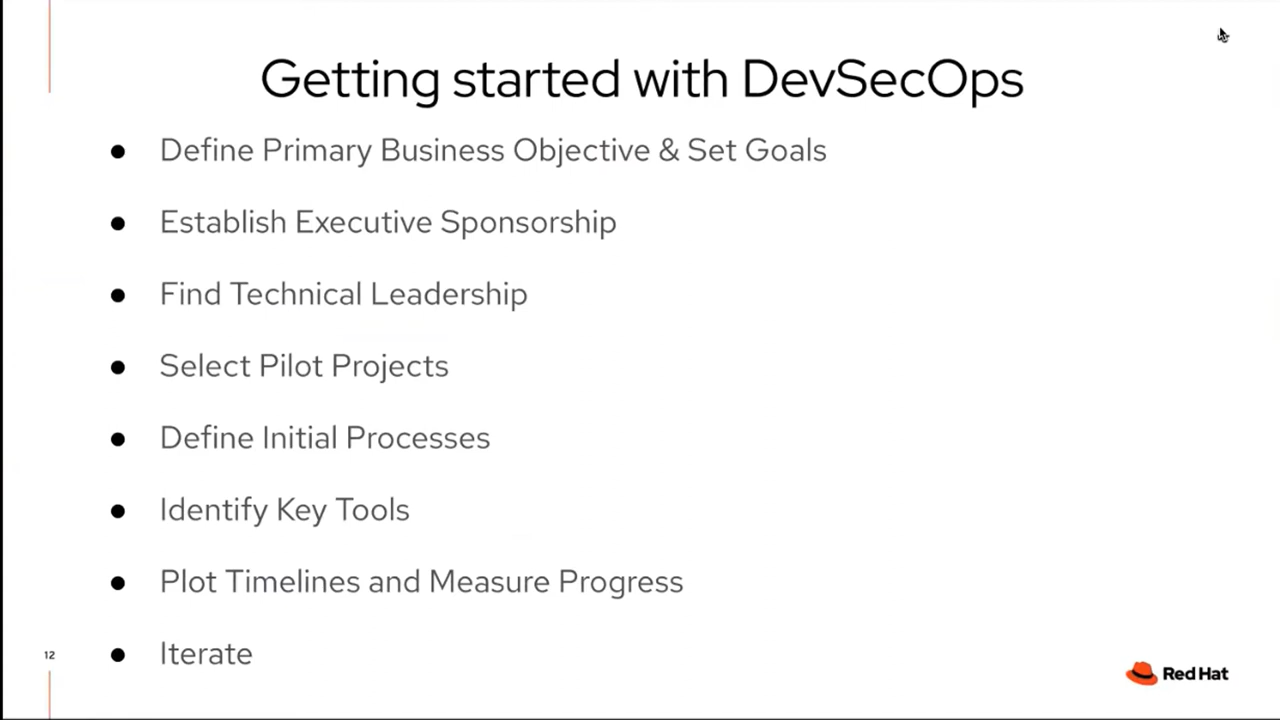 Getting started with DevSecOps
● Define Primary Business Objective & Set Goals
● Establish Executive Sponsorship
● Find Technical Leadership
● Select Pilot Projects
● Define Initial Processes
● Identify Key Tools
● Plot Timelines and Measure Progress
● Iterate
12
Red Hat